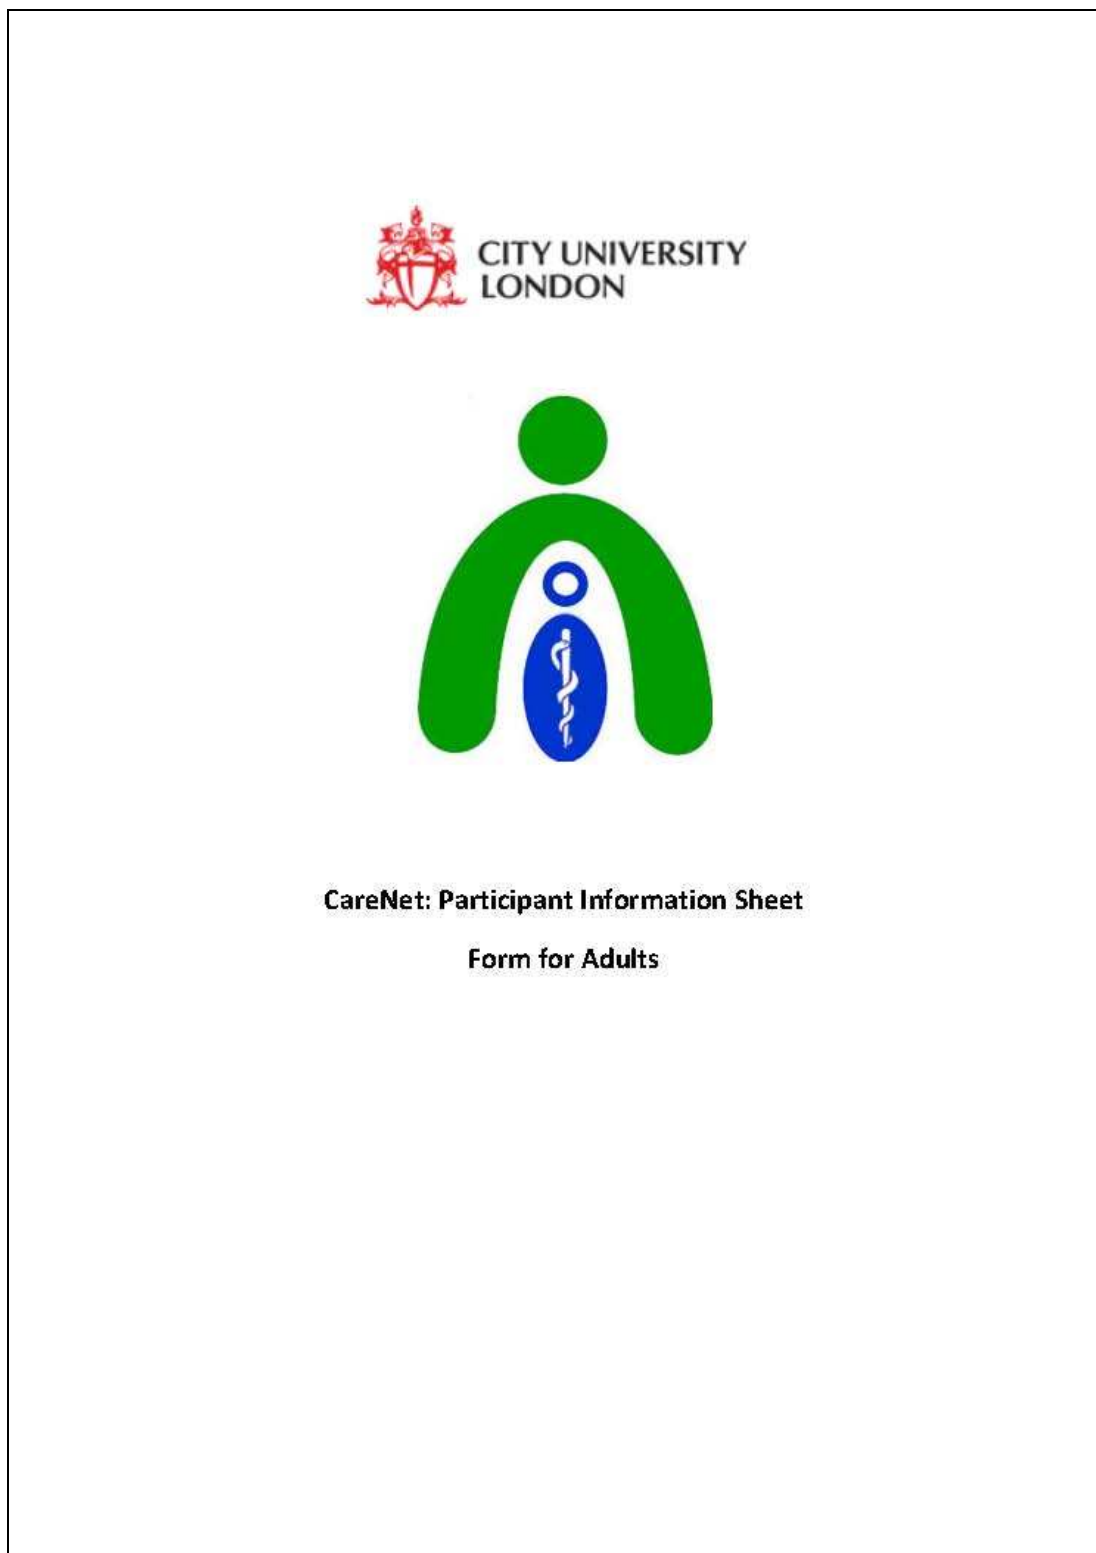 CITY UNIVERSITY
LONDON
CareNet: Participant Information Sheet
Form for Adults